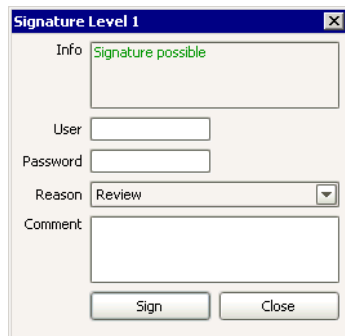 Signature Level 1
Info Signature possible
User
Password
Reason Review
Comment
Sign Close